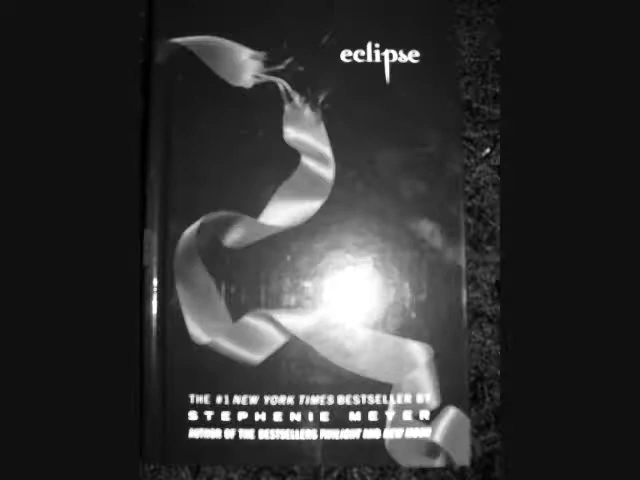 eclipse
THE #1 NEW YORK TIMES BESTSELLER BY
STEPHENIE MEYER
AUTHOR OF THE BESTSELLERS TWILIGHT AND NEW MOON